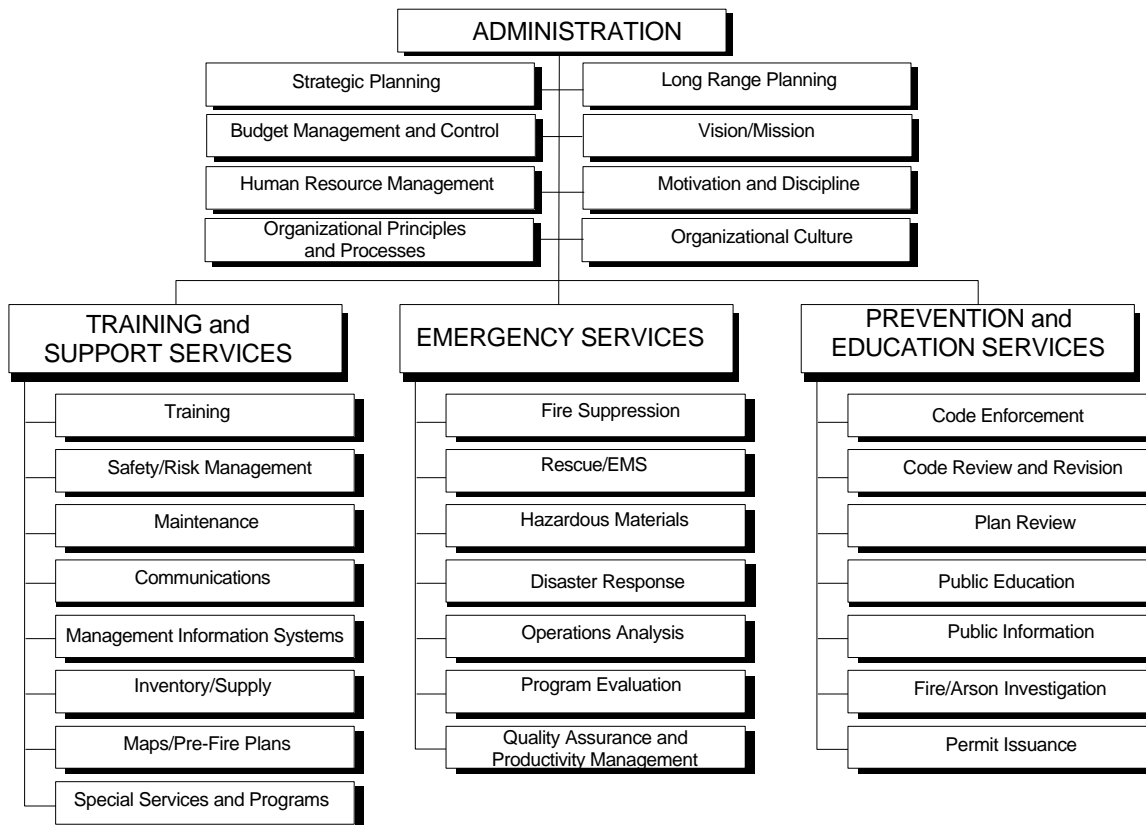 ADMINISTRATION
Strategic Planning
Long Range Planning
Budget Management and Control
Vision/Mission
Human Resource Management
Motivation and Discipline
Organizational Principles
and Processes
Organizational Culture
TRAINING and
SUPPORT SERVICES
Training
Safety/Risk Management
Maintenance
Communications
Management Information Systems
Inventory/Supply
Maps/Pre-Fire Plans
Special Services and Programs
EMERGENCY SERVICES
Fire Suppression
Rescue/EMS
Hazardous Materials
Disaster Response
Operations Analysis
Program Evaluation
Quality Assurance and
Productivity Management
PREVENTION and
EDUCATION SERVICES
Code Enforcement
Code Review and Revision
Plan Review
Public Education
Public Information
Fire/Arson Investigation
Permit Issuance